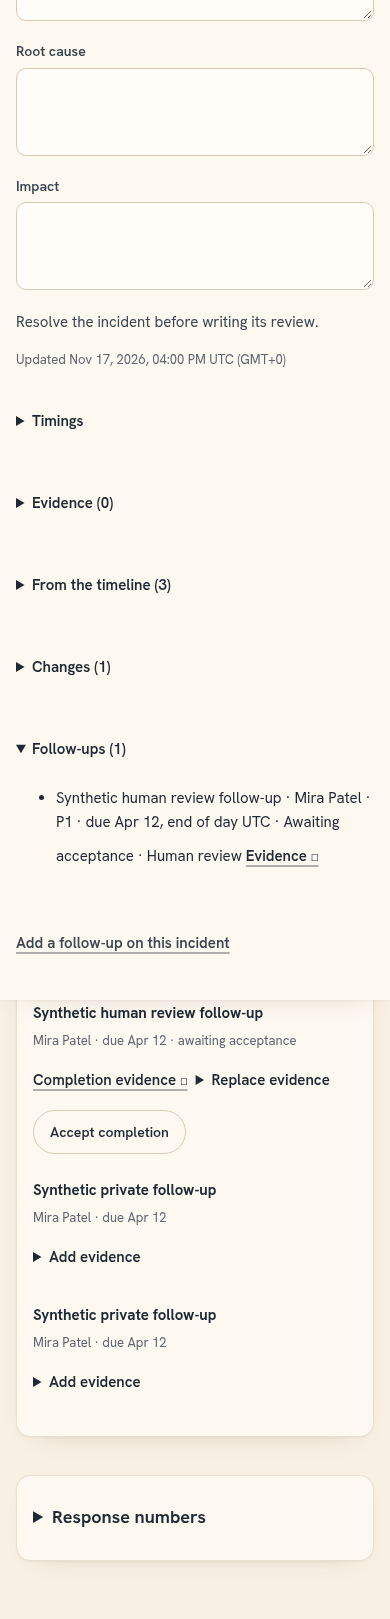 Root cause
Impact
Resolve the incident before writing its review.
Updated Nov 17, 2026, 04:00 PM UTC (GMT+0)
Timings
Evidence (0)
From the timeline (3)
Changes (1)
Follow-ups (1)
Synthetic human review follow-up · Mira Patel ·
P1 · due Apr 12, end of day UTC · Awaiting
acceptance · Human review Evidence
Add a follow-up on this incident
Synthetic human review follow-up
Mira Patel · due Apr 12 · awaiting acceptance
Completion evidence Replace evidence
Accept completion
Synthetic private follow-up
Mira Patel · due Apr 12
Add evidence
Synthetic private follow-up
Mira Patel · due Apr 12
Add evidence
Response numbers